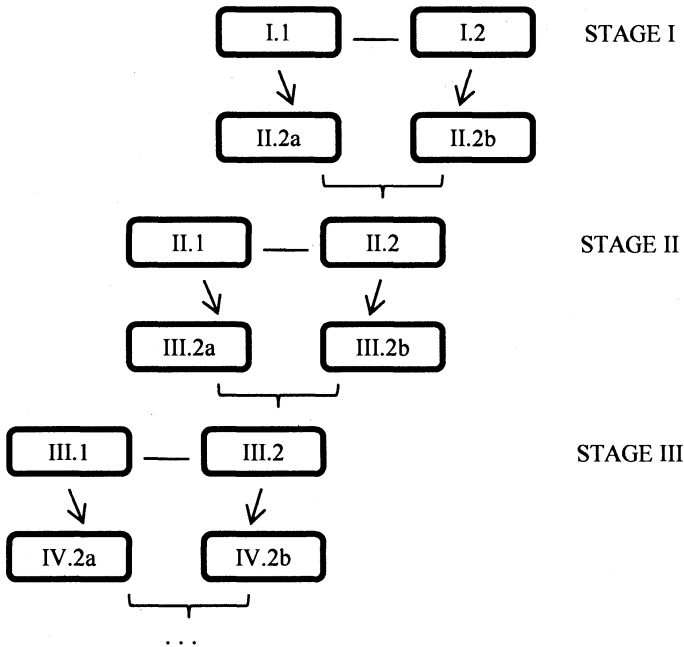 I.1 I.2 STAGE I
II.2a II.2b
II.1 II.2 STAGE II
III.2a III.2b
III.1 III.2 STAGE III
IV.2a IV.2b
...